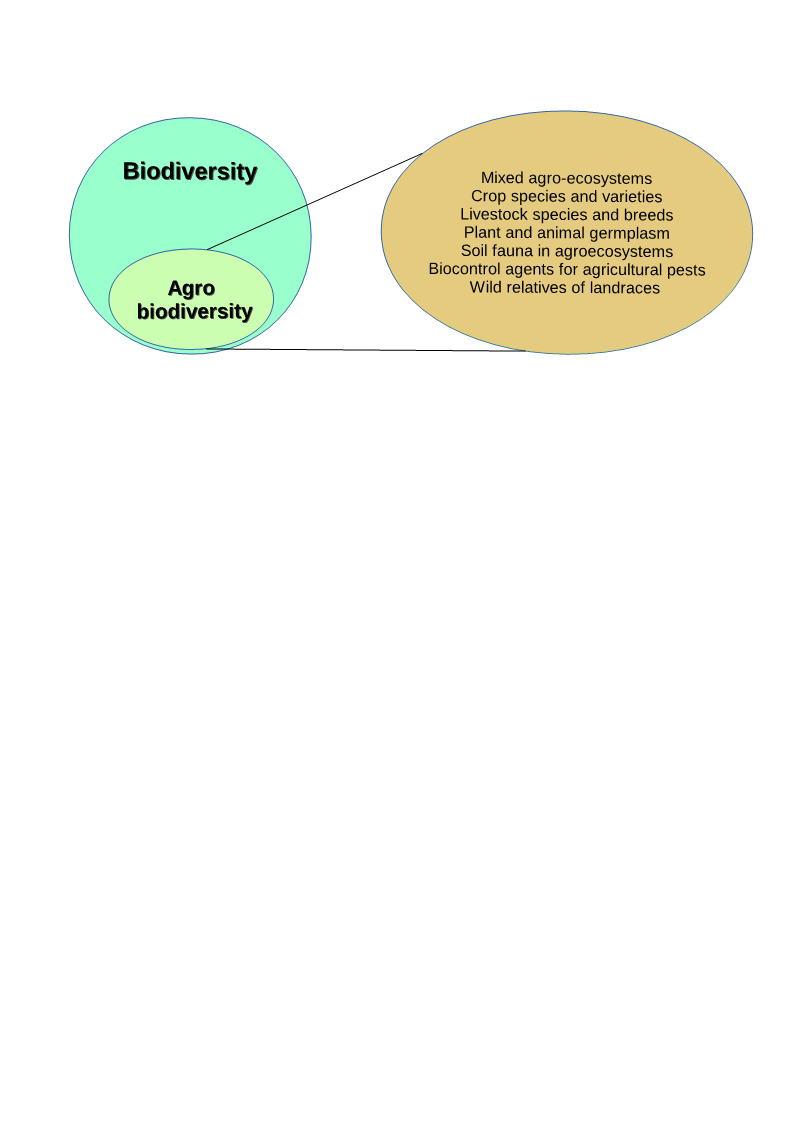 Biodiversity
Agro
biodiversity
Mixed agro-ecosystems
Crop species and varieties
Livestock species and breeds
Plant and animal germplasm
Soil fauna in agroecosystems
Biocontrol agents for agricultural pests
Wild relatives of landraces